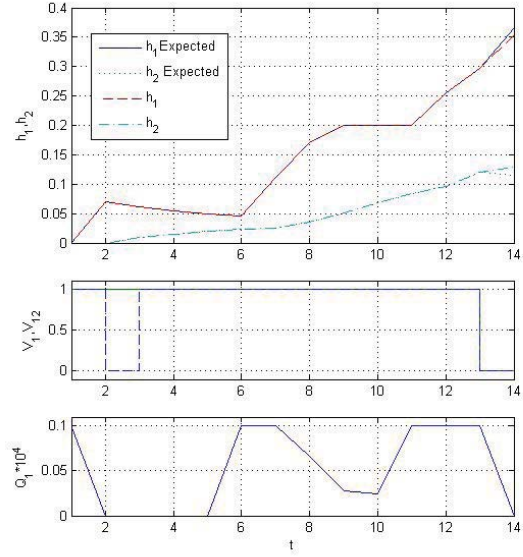 0.4
0.35
0.3
0.25
0.2
0.15
0.1
0.05
0
h₁,h₂
h₁ Expected
h₂ Expected
h₁
h₂
2 4 6 8 10 12 14
1
0.5
0
V₁,V₁₂
2 4 6 8 10 12 14
0.1
0.05
0
Q₁*10⁴
2 4 6 8 10 12 14
t